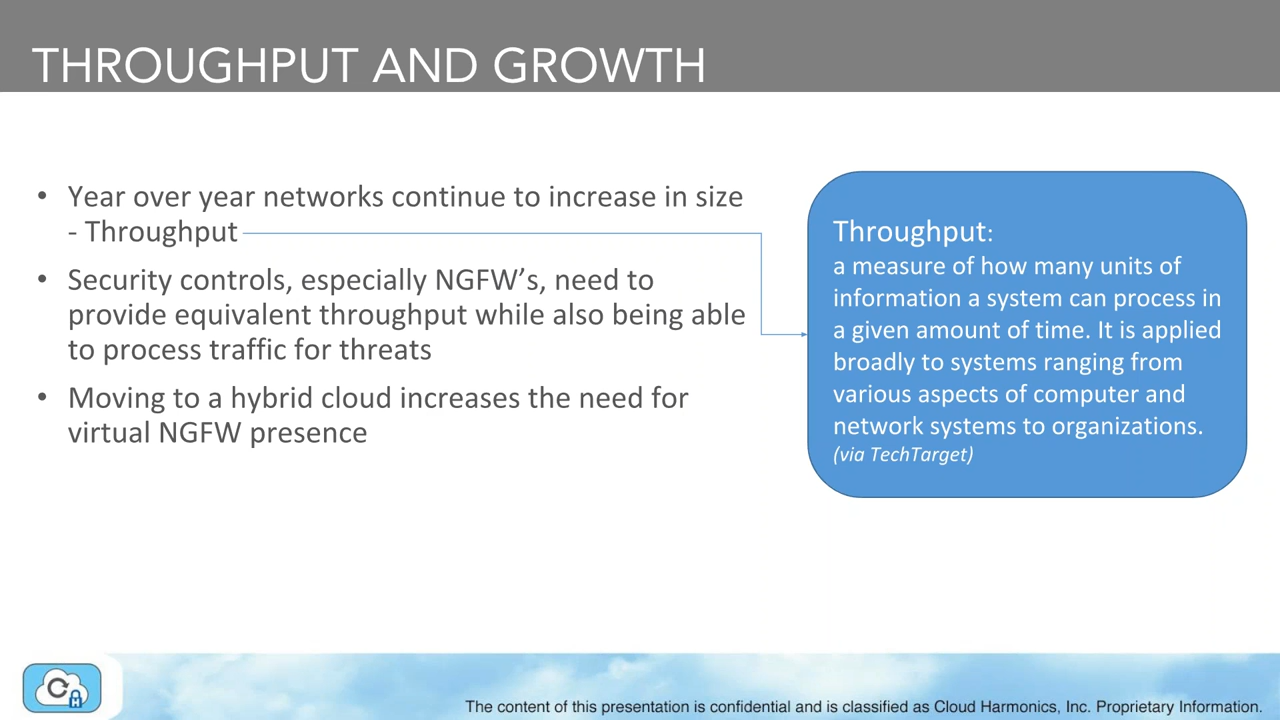 THROUGHPUT AND GROWTH
• Year over year networks continue to increase in size
- Throughput
• Security controls, especially NGFW’s, need to
provide equivalent throughput while also being able
to process traffic for threats
• Moving to a hybrid cloud increases the need for
virtual NGFW presence
Throughput:
a measure of how many units of
information a system can process in
a given amount of time. It is applied
broadly to systems ranging from
various aspects of computer and
network systems to organizations.
(via TechTarget)
C
H
The content of this presentation is confidential and is classified as Cloud Harmonics, Inc. Proprietary Information.